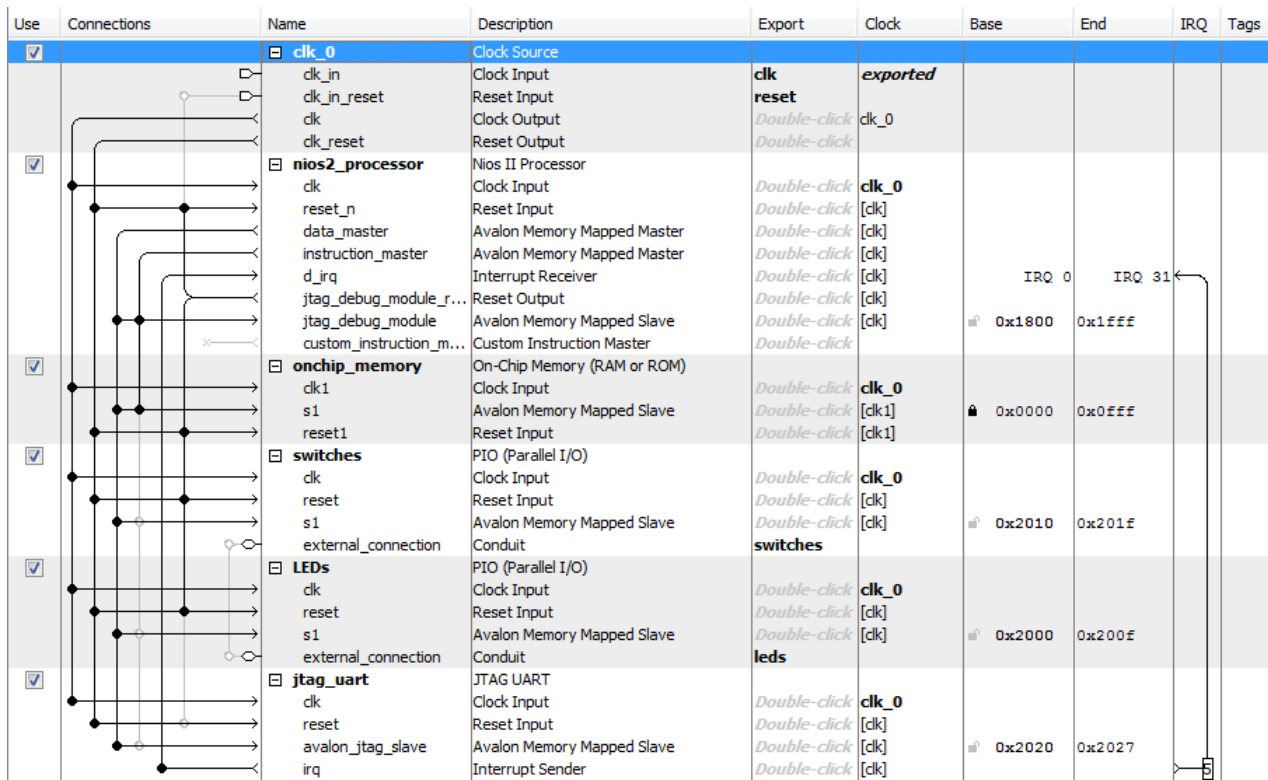 Use Connections Name Description Export Clock Base End IRQ Tags
clk_0 Clock Source
clk_in Clock Input clk exported
clk_in_reset Reset Input reset
clk Clock Output Double-click clk_0
clk_reset Reset Output Double-click
nios2_processor Nios II Processor
clk Clock Input Double-click clk_0
reset_n Reset Input Double-click [clk]
data_master Avalon Memory Mapped Master Double-click [clk]
instruction_master Avalon Memory Mapped Master Double-click [clk]
d_irq Interrupt Receiver Double-click [clk] IRQ 0 IRQ 31
jtag_debug_module_r... Reset Output Double-click [clk]
jtag_debug_module Avalon Memory Mapped Slave Double-click [clk] 0x1800 0x1fff
custom_instruction_m... Custom Instruction Master Double-click
onchip_memory On-Chip Memory (RAM or ROM)
clk1 Clock Input Double-click clk_0
s1 Avalon Memory Mapped Slave Double-click [clk1] 0x0000 0x0fff
reset1 Reset Input Double-click [clk1]
switches PIO (Parallel I/O)
clk Clock Input Double-click clk_0
reset Reset Input Double-click [clk]
s1 Avalon Memory Mapped Slave Double-click [clk] 0x2010 0x201f
external_connection Conduit switches
LEDs PIO (Parallel I/O)
clk Clock Input Double-click clk_0
reset Reset Input Double-click [clk]
s1 Avalon Memory Mapped Slave Double-click [clk] 0x2000 0x200f
external_connection Conduit leds
jtag_uart JTAG UART
clk Clock Input Double-click clk_0
reset Reset Input Double-click [clk]
avalon_jtag_slave Avalon Memory Mapped Slave Double-click [clk] 0x2020 0x2027
irq Interrupt Sender Double-click [clk] 5